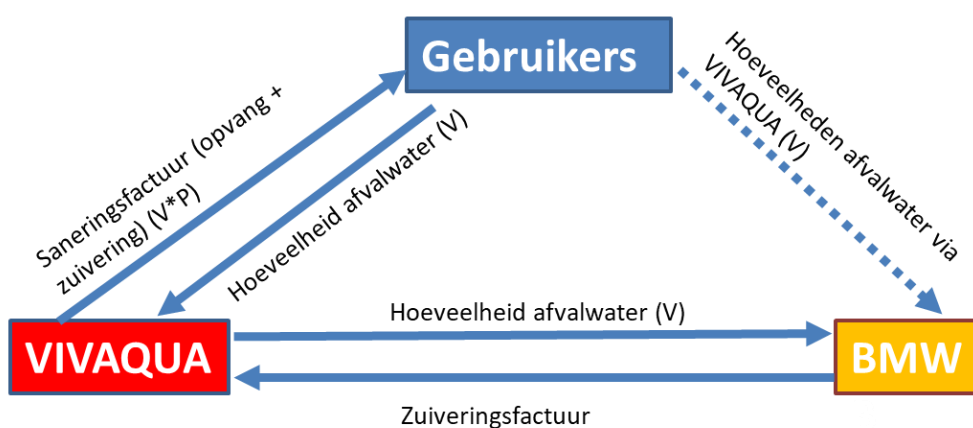 Gebruikers
Saneringsfactuur (opvang +
zuivering) (V*P)
Hoeveelheid afvalwater (V)
Hoeveelheden afvalwater via
VIVAQUA (V)
Hoeveelheid afvalwater (V)
VIVAQUA
BMW
Zuiveringsfactuur